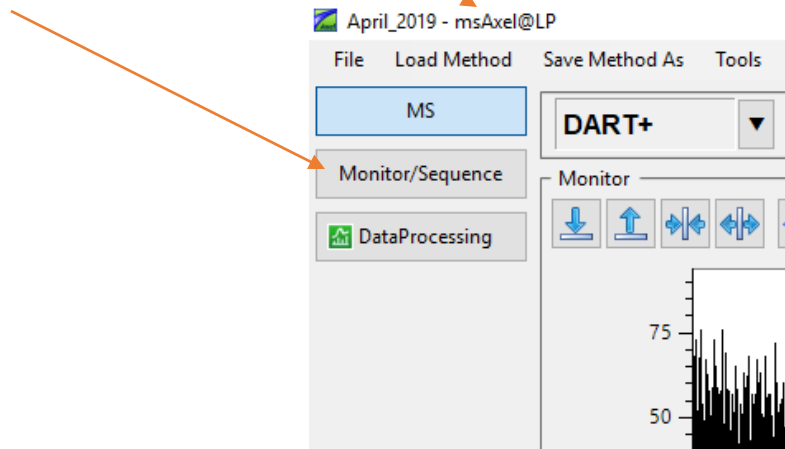 April_2019 - msAxel@LP
File Load Method Save Method As Tools
MS
DART+
Monitor/Sequence
Monitor
DataProcessing
75
50